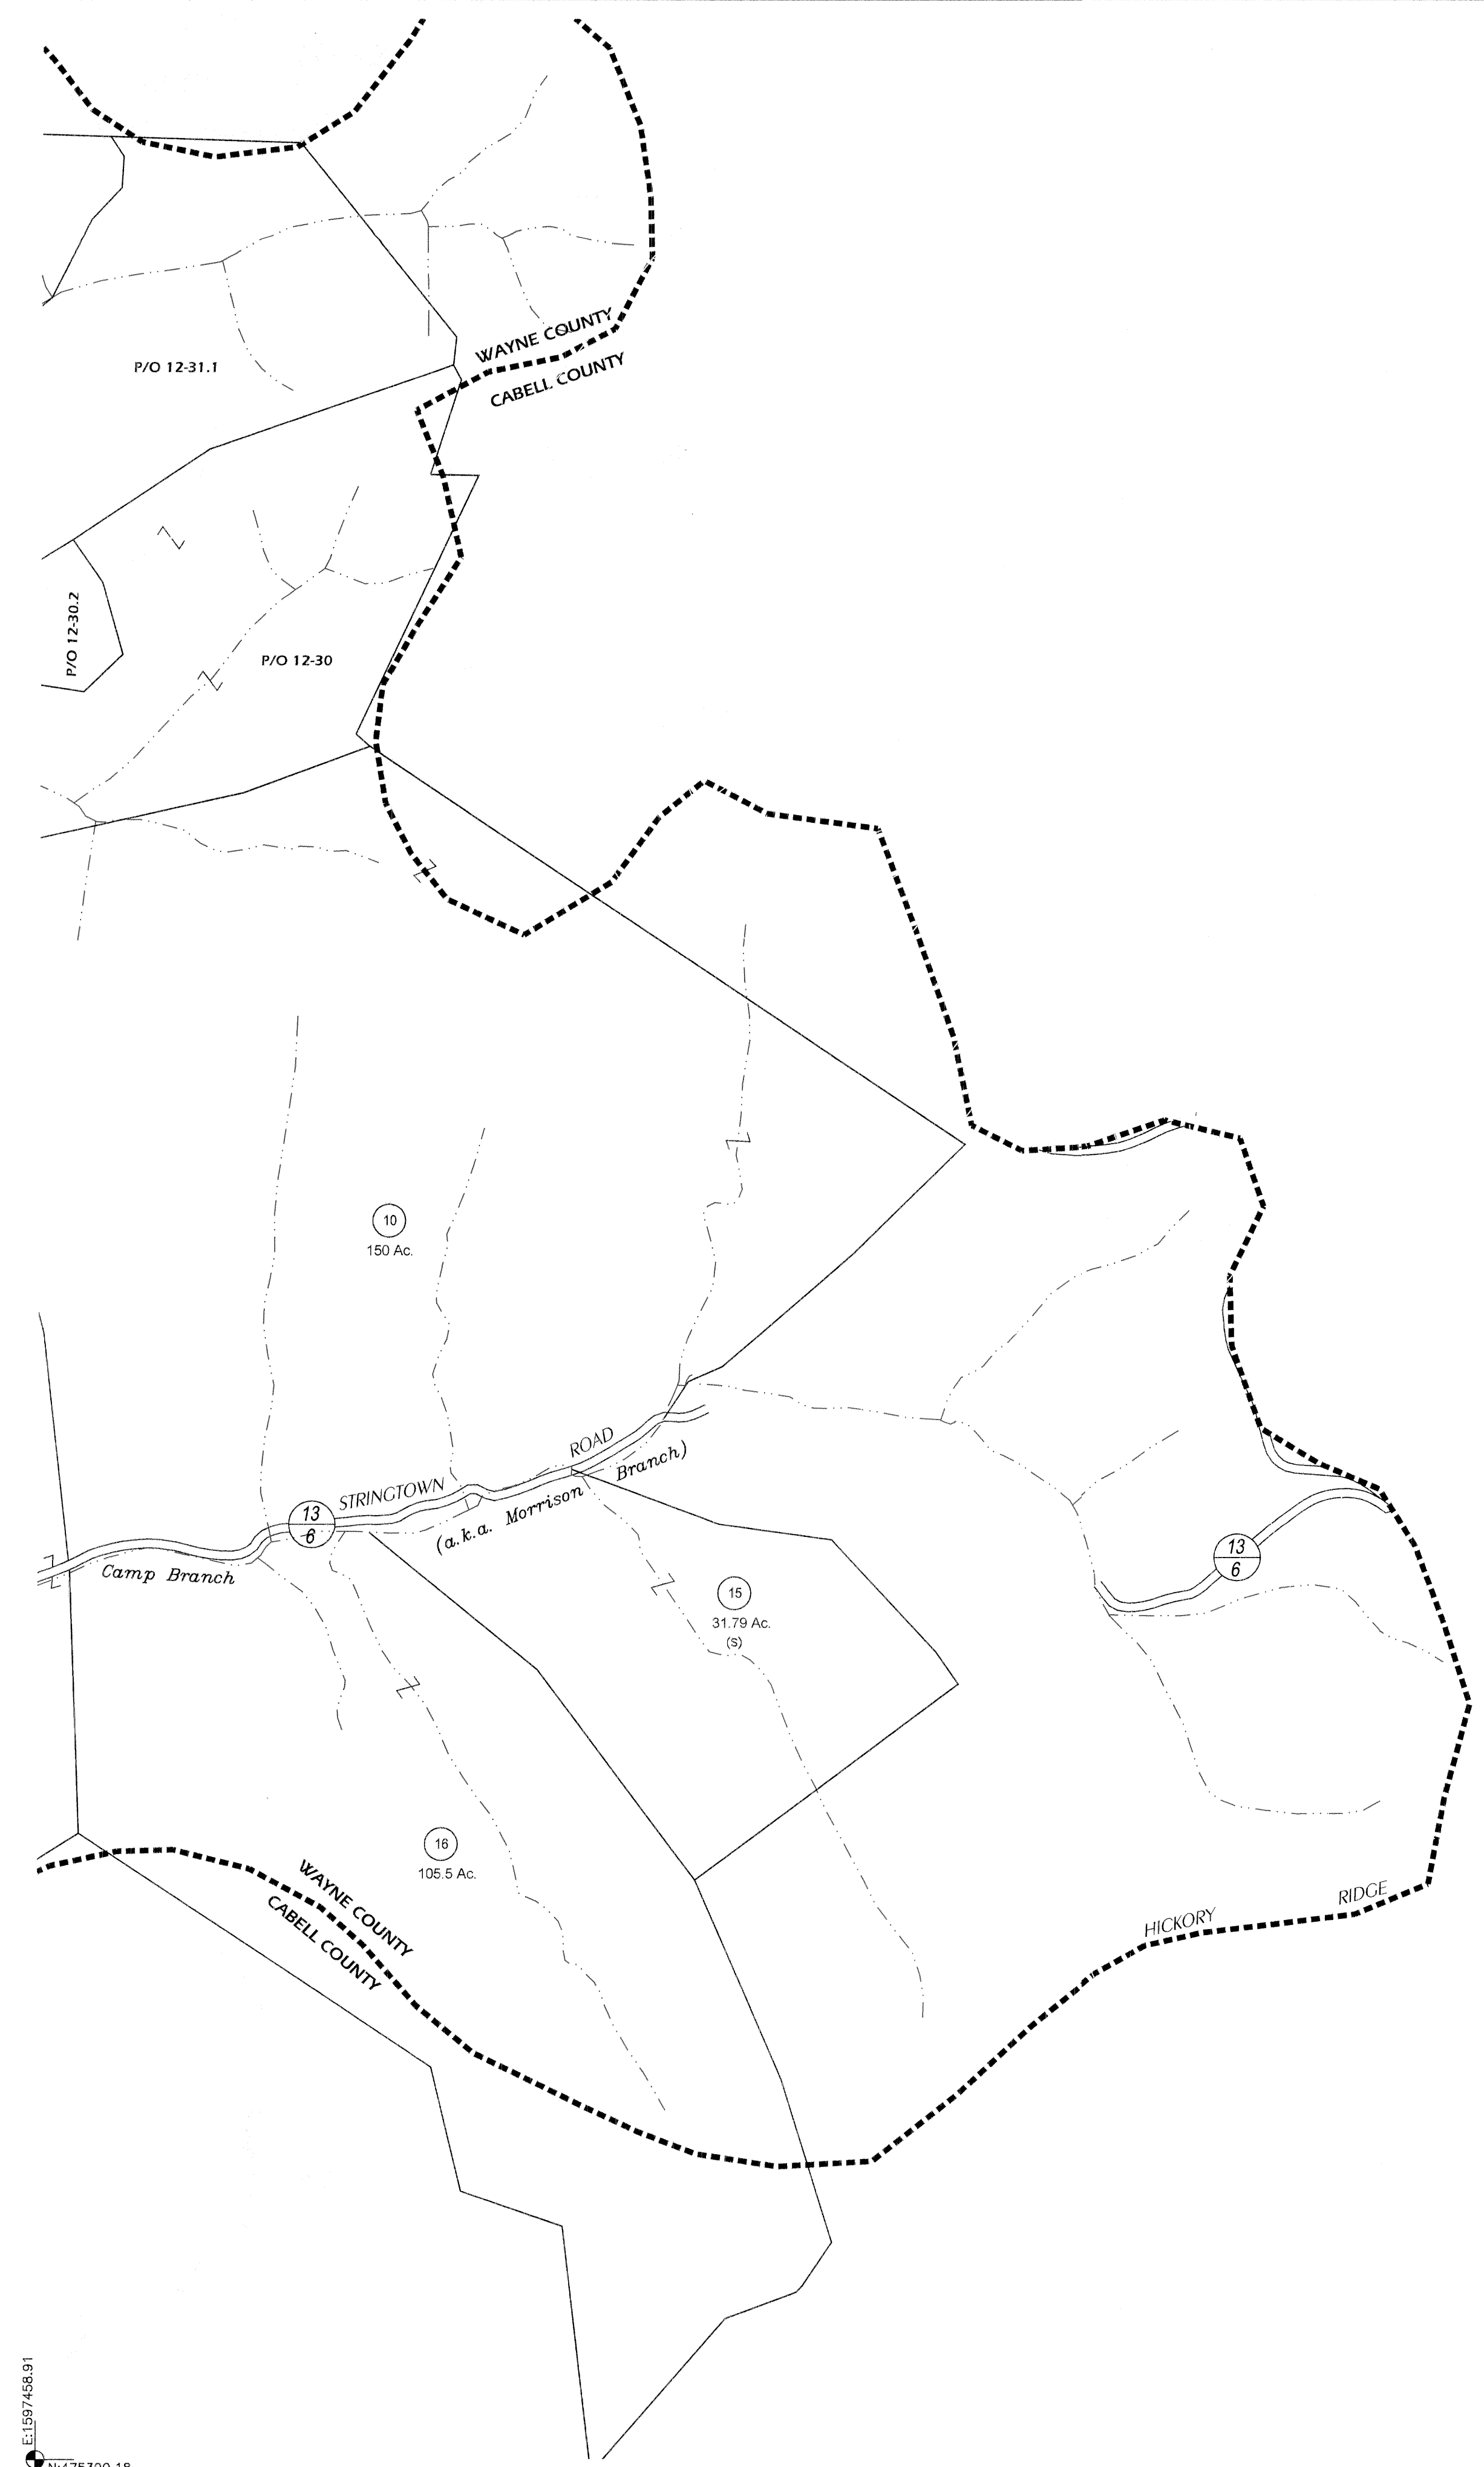 WAYNE COUNTY
CABELL COUNTY
P/O 12-31.1
P/O 12-30.2
P/O 12-30
10
150 Ac.
STRINGTOWN ROAD
13
6
(a.k.a. Morrison Branch)
Camp Branch
13
6
15
31.79 Ac.
(S)
16
105.5 Ac.
WAYNE COUNTY
CABELL COUNTY
HICKORY RIDGE
E:1597458.91